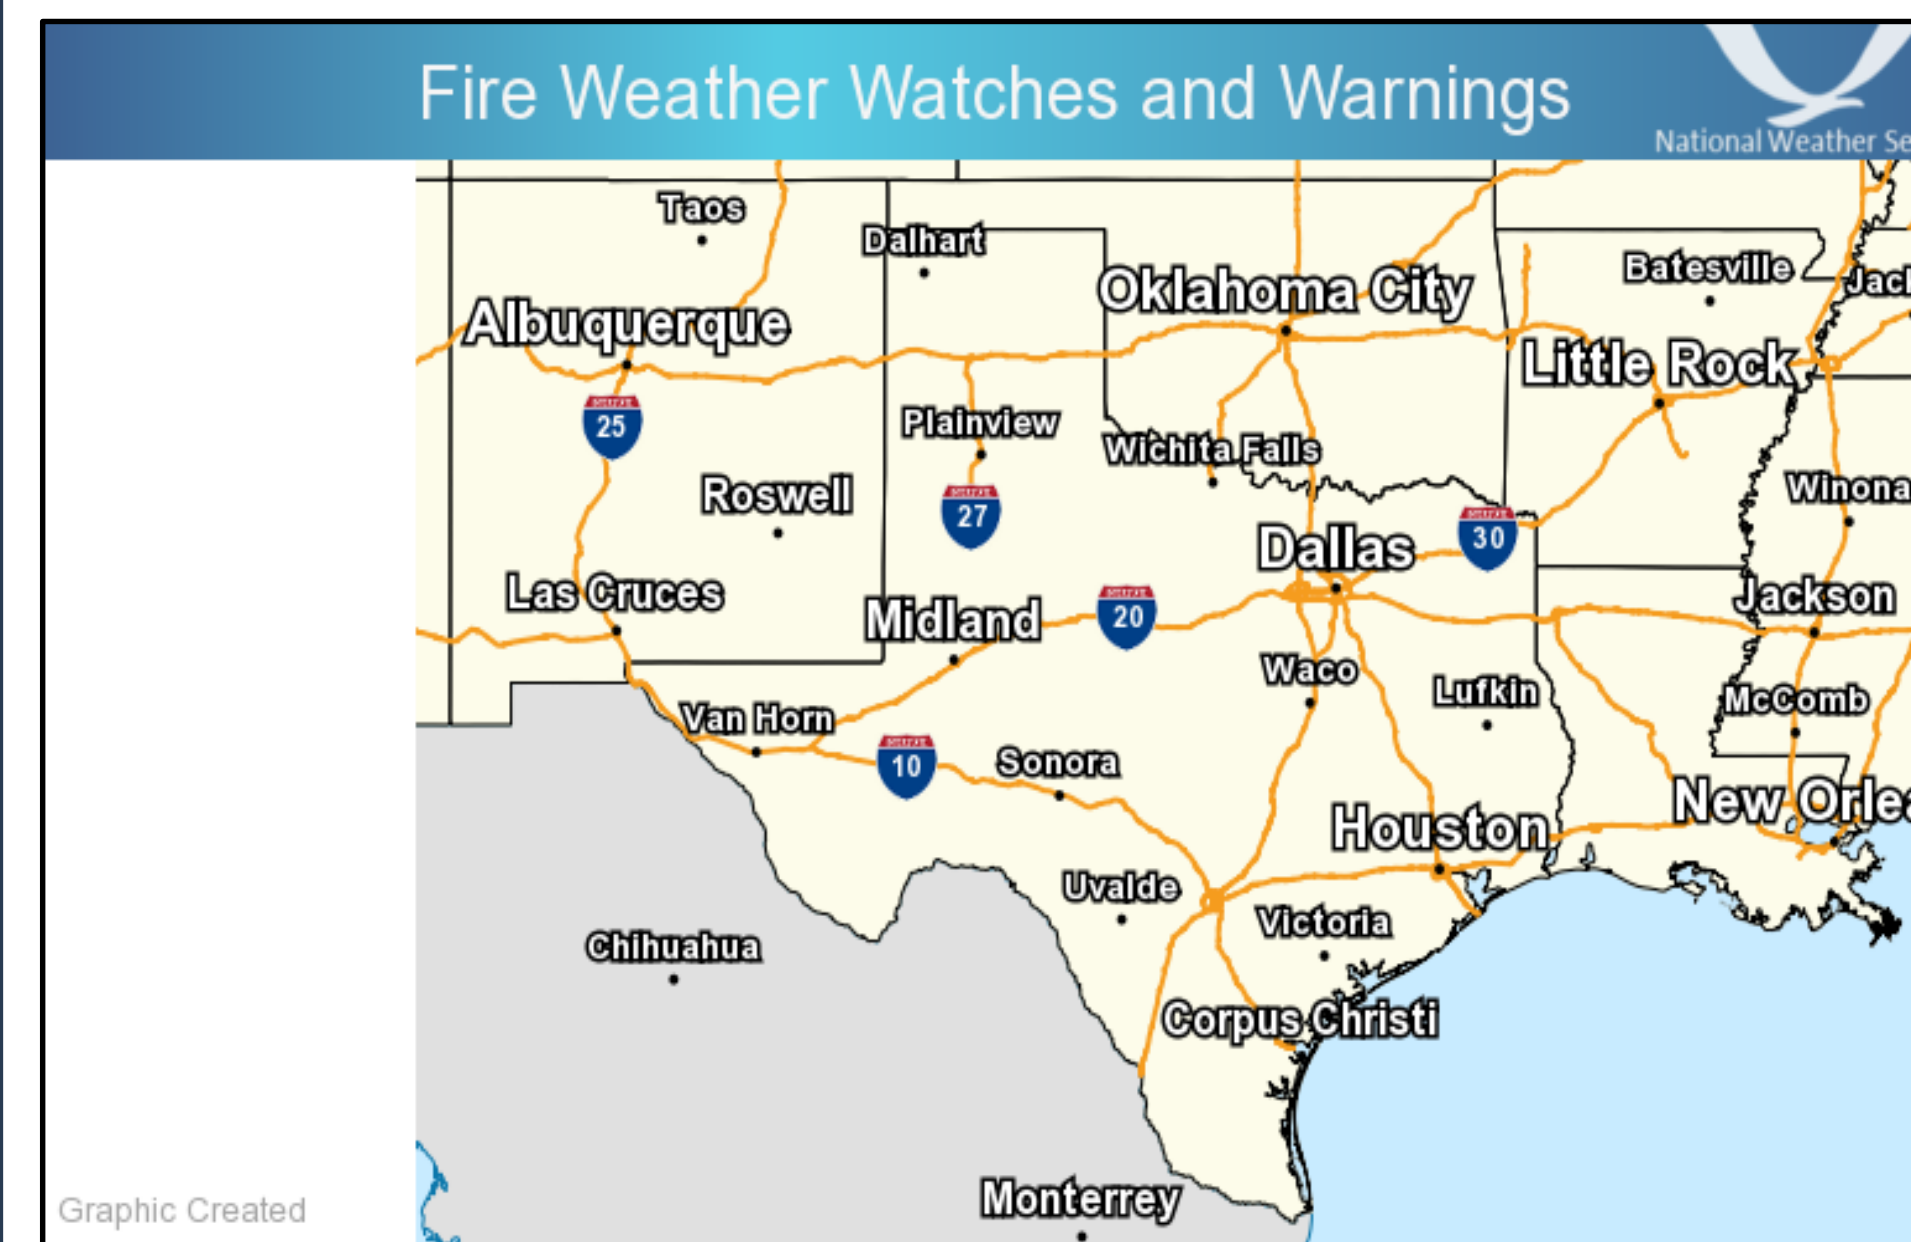 Fire Weather Watches and Warnings
National Weather Se
Taos
Dalhart
Batesville
Jacl
Oklahoma City
Albuquerque
Little Rock
25
Plainview
Wichita Falls
Roswell
Winona
27
30
Dallas
Las Cruces
Midland
20
Jackson
Waco
Lufkin
McComb
Van Horn
10
Sonora
New Orlea
Houston
Uvalde
Victoria
Chihuahua
Corpus Christi
Monterrey
Graphic Created